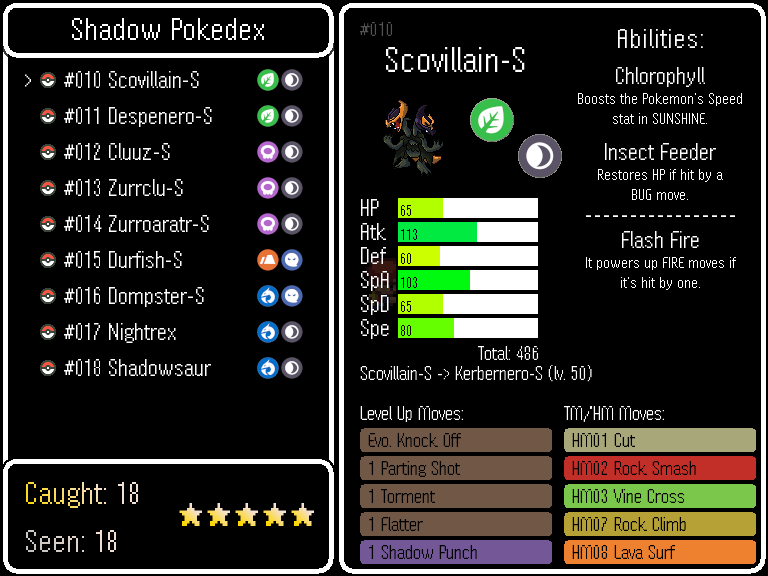 Shadow Pokedex
> #010 Scovillain-S
#011 Despenero-S
#012 Cluuz-S
#013 Zurrclu-S
#014 Zurroaratr-S
#015 Durfish-S
#016 Dompster-S
#017 Nightrex
#018 Shadowsaur
Caught: 18
Seen: 18
#010
Scovillain-S
HP 65
Atk 113
Def 60
SpA 103
SpD 65
Spe 80
Total: 486
Scovillain-S -> Kerbernero-S (lv. 50)
Abilities:
Chlorophyll
Boosts the Pokemon's Speed
stat in SUNSHINE.
Insect Feeder
Restores HP if hit by a
BUG move.
---------------
Flash Fire
It powers up FIRE moves if
it's hit by one.
Level Up Moves:
Evo. Knock Off
1 Parting Shot
1 Torment
1 Flatter
1 Shadow Punch
TM/HM Moves:
HM01 Cut
HM02 Rock Smash
HM03 Vine Cross
HM07 Rock Climb
HM08 Lava Surf